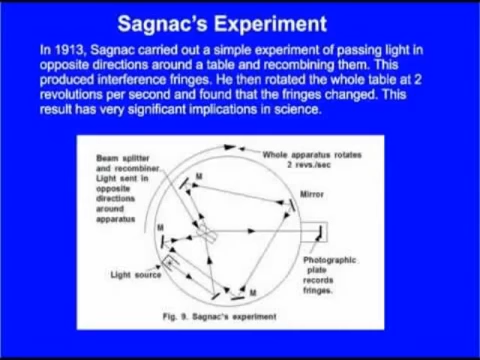 Sagnac's Experiment
In 1913, Sagnac carried out a simple experiment of passing light in
opposite directions around a table and recombining them. This
produced interference fringes. He then rotated the whole table at 2
revolutions per second and found that the fringes changed. This
result has very significant implications in science.
Beam splitter
and recombiner.
Light sent in
opposite
directions
around
apparatus
Whole apparatus rotates
2 revs./sec
M
Mirror
M
Light source
M
Photographic
plate
records
fringes.
Fig. 9. Sagnac's experiment